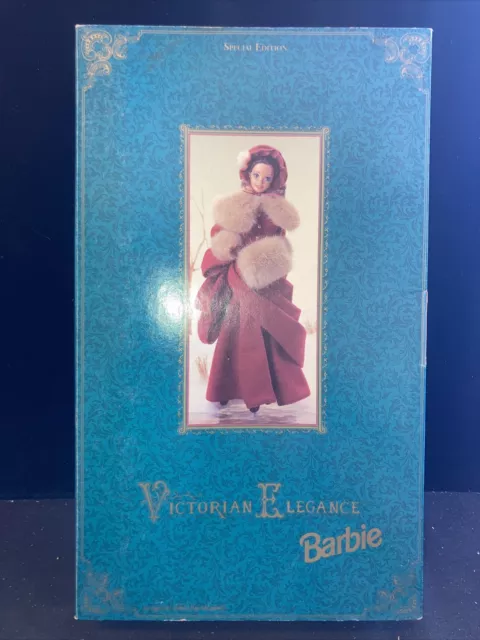 SPECIAL EDITION
VICTORIAN ELEGANCE
Barbie